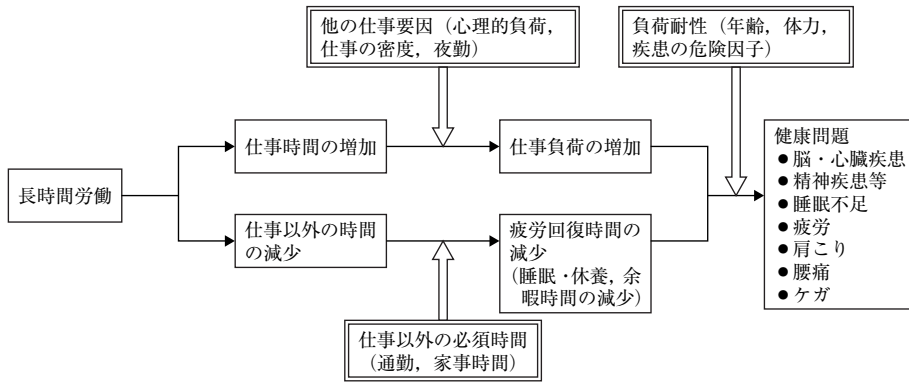 他の仕事要因(心理的負荷,
仕事の密度,夜勤)
負荷耐性(年齢,体力,
疾患の危険因子)
長時間労働
仕事時間の増加
仕事負荷の増加
仕事以外の時間
の減少
疲労回復時間の
減少
(睡眠・休養,余
暇時間の減少)
仕事以外の必須時間
(通勤,家事時間)
健康問題
●脳・心臓疾患
●精神疾患等
●睡眠不足
●疲労
●肩こり
●腰痛
●ケガ